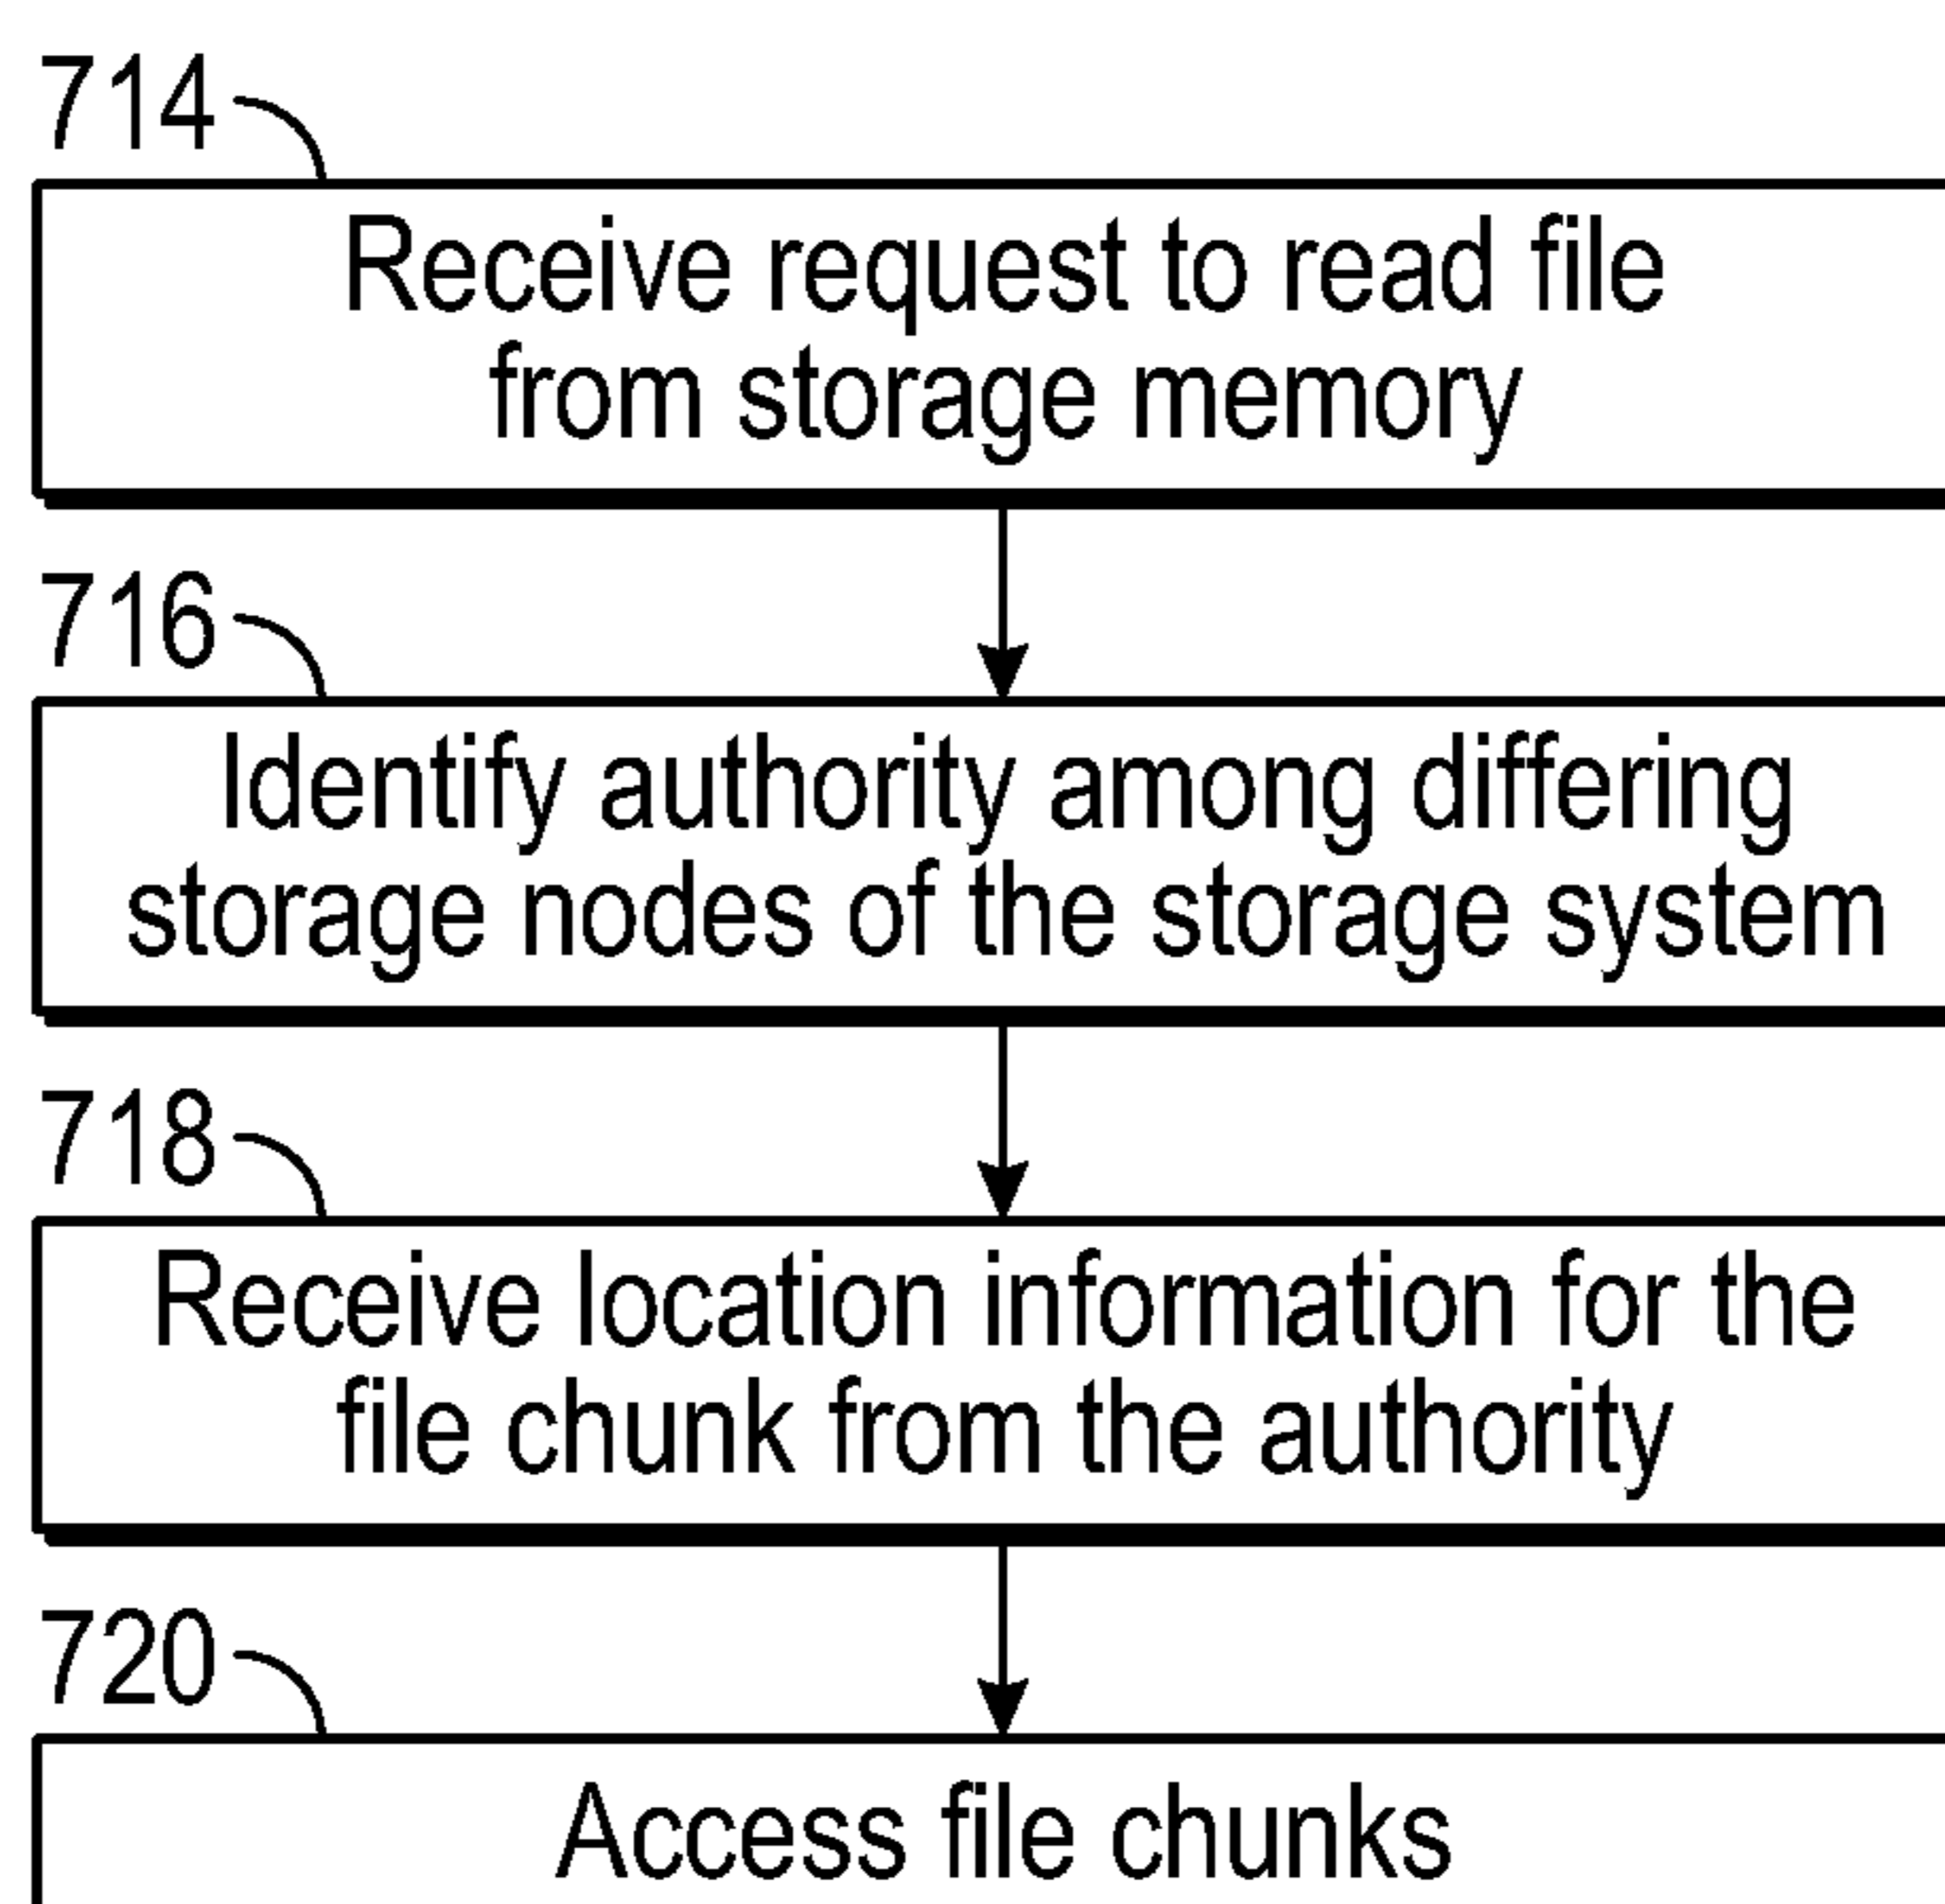 714
Receive request to read file
from storage memory
716
Identify authority among differing
storage nodes of the storage system
718
Receive location information for the
file chunk from the authority
720
Access file chunks